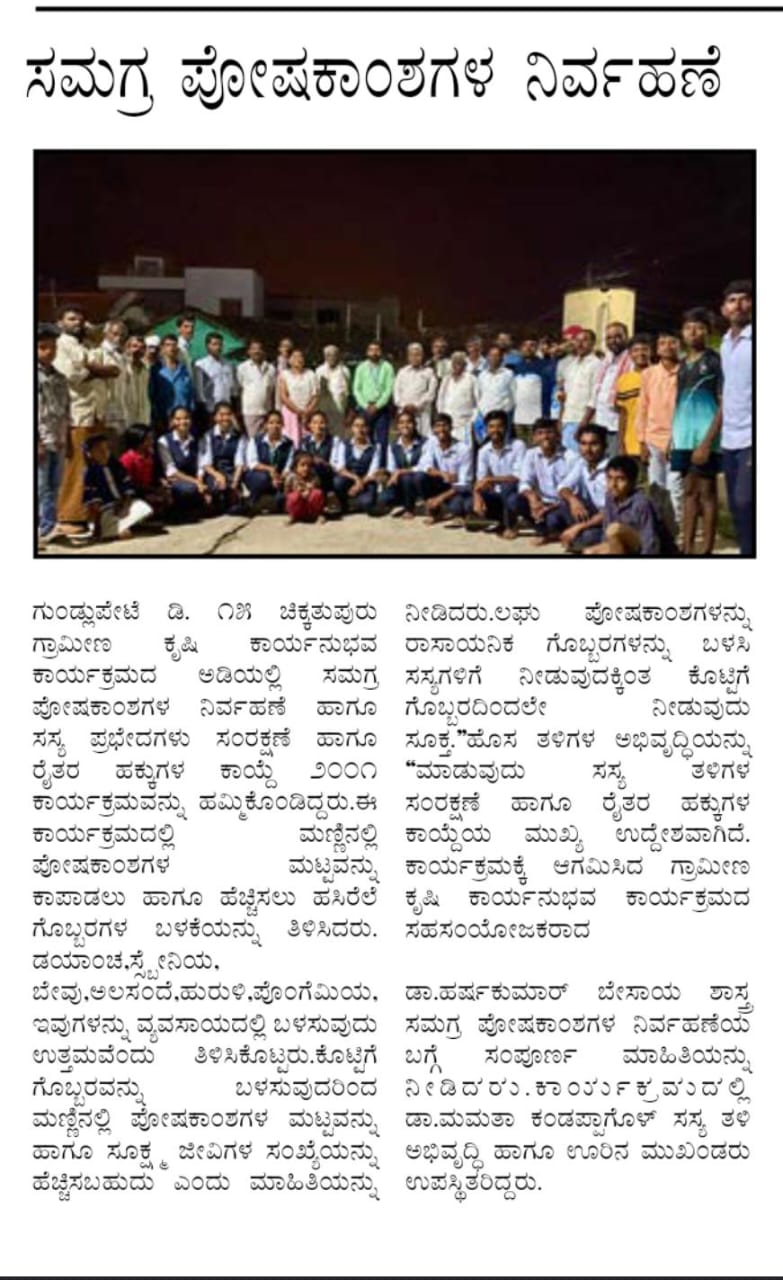 ಸಮಗ್ರ ಪೋಷಕಾಂಶಗಳ ನಿರ್ವಹಣೆ
ಗುಂಡ್ಲುಪೇಟೆ ಡಿ. ೧೫ ಚಿಕ್ಕತುಪುರು
ಗ್ರಾಮೀಣ ಕೃಷಿ ಕಾರ್ಯನುಭವ
ಕಾರ್ಯಕ್ರಮದ ಅಡಿಯಲ್ಲಿ ಸಮಗ್ರ
ಪೋಷಕಾಂಶಗಳ ನಿರ್ವಹಣೆ ಹಾಗೂ
ಸಸ್ಯ ಪ್ರಭೇದಗಳು ಸಂರಕ್ಷಣೆ ಹಾಗೂ
ರೈತರ ಹಕ್ಕುಗಳ ಕಾಯ್ದೆ ೨೦೦೧
ಕಾರ್ಯಕ್ರಮವನ್ನು ಹಮ್ಮಿಕೊಂಡಿದ್ದರು.ಈ
ಕಾರ್ಯಕ್ರಮದಲ್ಲಿ ಮಣ್ಣಿನಲ್ಲಿ
ಪೋಷಕಾಂಶಗಳ ಮಟ್ಟವನ್ನು
ಕಾಪಾಡಲು ಹಾಗೂ ಹೆಚ್ಚಿಸಲು ಹಸಿರೆಲೆ
ಗೊಬ್ಬರಗಳ ಬಳಕೆಯನ್ನು ತಿಳಿಸಿದರು.
ಡಯಾಂಚ,ಸ್ಸ್ಬೇನಿಯ,
ಬೇವು,ಅಲಸಂದೆ,ಹುರುಳಿ,ಪೊಂಗೆಮಿಯ,
ಇವುಗಳನ್ನು ವ್ಯವಸಾಯದಲ್ಲಿ ಬಳಸುವುದು
ಉತ್ತಮವೆಂದು ತಿಳಿಸಿಕೊಟ್ಟರು.ಕೊಟ್ಟಿಗೆ
ಗೊಬ್ಬರವನ್ನು ಬಳಸುವುದರಿಂದ
ಮಣ್ಣಿನಲ್ಲಿ ಪೋಷಕಾಂಶಗಳ ಮಟ್ಟವನ್ನು
ಹಾಗೂ ಸೂಕ್ಷ್ಮ ಜೀವಿಗಳ ಸಂಖ್ಯೆಯನ್ನು
ಹೆಚ್ಚಿಸಬಹುದು ಎಂದು ಮಾಹಿತಿಯನ್ನು
ನೀಡಿದರು.ಲಘು ಪೋಷಕಾಂಶಗಳನ್ನು
ರಾಸಾಯನಿಕ ಗೊಬ್ಬರಗಳನ್ನು ಬಳಸಿ
ಸಸ್ಯಗಳಿಗೆ ನೀಡುವುದಕ್ಕಿಂತ ಕೊಟ್ಟಿಗೆ
ಗೊಬ್ಬರದಿಂದಲೇ ನೀಡುವುದು
ಸೂಕ್ತ."ಹೊಸ ತಳಿಗಳ ಅಭಿವೃದ್ಧಿಯನ್ನು
"ಮಾಡುವುದು ಸಸ್ಯ ತಳಿಗಳ
ಸಂರಕ್ಷಣೆ ಹಾಗೂ ರೈತರ ಹಕ್ಕುಗಳ
ಕಾಯ್ದೆಯ ಮುಖ್ಯ ಉದ್ದೇಶವಾಗಿದೆ.
ಕಾರ್ಯಕ್ರಮಕ್ಕೆ ಆಗಮಿಸಿದ ಗ್ರಾಮೀಣ
ಕೃಷಿ ಕಾರ್ಯನುಭವ ಕಾರ್ಯಕ್ರಮದ
ಸಹಸಂಯೋಜಕರಾದ
ಡಾ.ಹರ್ಷಕುಮಾರ್ ಬೇಸಾಯ ಶಾಸ್ತ್ರ
ಸಮಗ್ರ ಪೋಷಕಾಂಶಗಳ ನಿರ್ವಹಣೆಯ
ಬಗ್ಗೆ ಸಂಪೂರ್ಣ ಮಾಹಿತಿಯನ್ನು
ನೀಡಿದರು.ಕಾರ್ಯಕ್ರಮದಲ್ಲಿ
ಡಾ.ಮಮತಾ ಕಂಡಪ್ಪಾಗೊಳ್ ಸಸ್ಯ ತಳಿ
ಅಭಿವೃದ್ಧಿ ಹಾಗೂ ಊರಿನ ಮುಖಂಡರು
ಉಪಸ್ಥಿತರಿದ್ದರು.